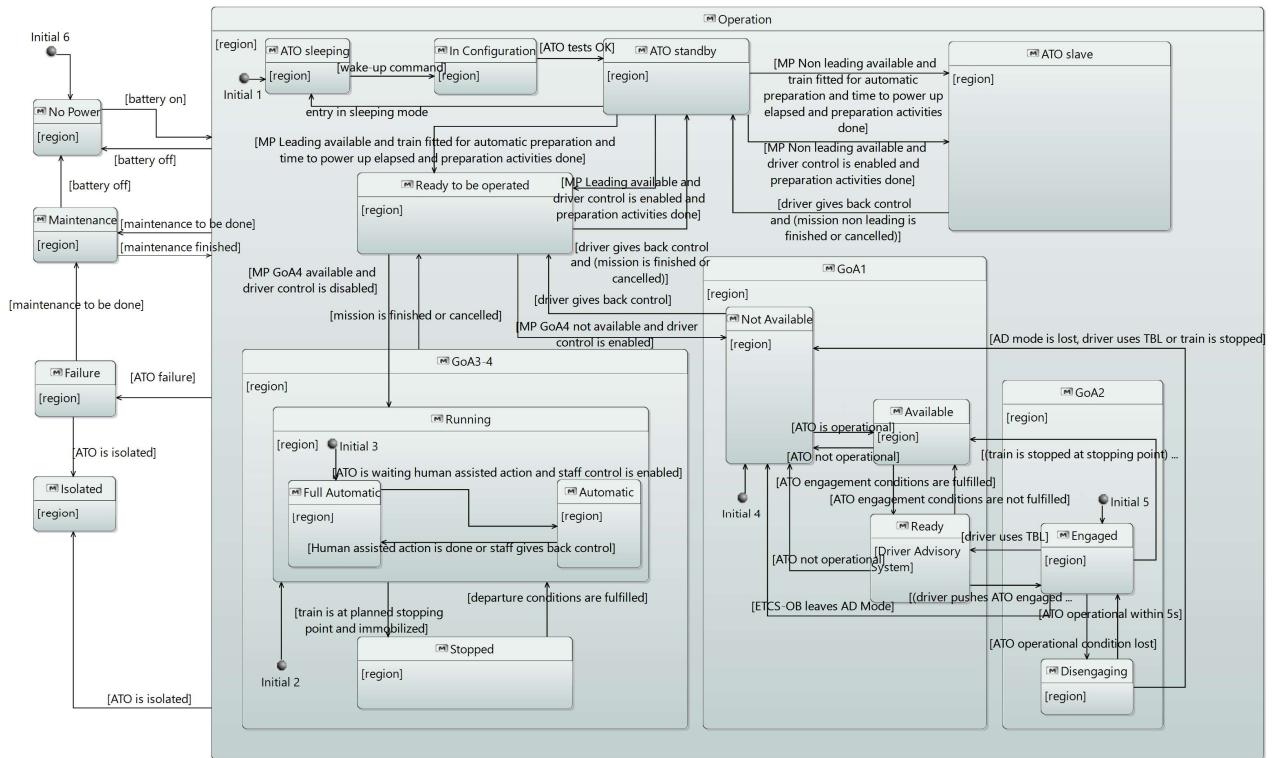 Operation
Initial 6
[region]
ATO sleeping
[region]
Initial 1
[wake-up command]
In Configuration
[region]
[ATO tests OK]
ATO standby
[region]
entry in sleeping mode
[MP Non leading available and
train fitted for automatic
preparation and time to power up
elapsed and preparation activities
done]
ATO slave
[region]
[MP Non leading available and
driver control is enabled and
preparation activities done]
[driver gives back control
and (mission non leading is
finished or cancelled)]
No Power
[region]
[battery on]
[battery off]
[battery off]
[MP Leading available and train fitted for automatic preparation and
time to power up elapsed and preparation activities done]
Ready to be operated
[region]
[MP Leading available and
driver control is enabled and
preparation activities done]
[driver gives back control
and (mission is finished or
cancelled)]
Maintenance
[region]
[maintenance to be done]
[maintenance finished]
[maintenance to be done]
[MP GoA4 available and
driver control is disabled]
[mission is finished or cancelled]
[driver gives back control]
[MP GoA4 not available and driver
control is enabled]
Failure
[region]
[ATO failure]
[ATO is isolated]
Isolated
[region]
[ATO is isolated]
GoA3-4
[region]
Running
[region]
Initial 3
[ATO is waiting human assisted action and staff control is enabled]
Full Automatic
[region]
Automatic
[region]
[Human assisted action is done or staff gives back control]
[train is at planned stopping
point and immobilized]
[departure conditions are fulfilled]
Initial 2
Stopped
[region]
GoA1
[region]
Not Available
[region]
Initial 4
[AD mode is lost, driver uses TBL or train is stopped]
Available
[region]
[ATO is operational]
[ATO not operational]
[ATO engagement conditions are fulfilled]
[ATO engagement conditions are not fulfilled]
Ready
[Driver Advisory
System]
[ATO not operational]
[ETCS-OB leaves AD Mode]
GoA2
[region]
[(train is stopped at stopping point) ...
Initial 5
Engaged
[region]
[driver uses TBL]
[(driver pushes ATO engaged ...
[ATO operational within 5s]
[ATO operational condition lost]
Disengaging
[region]